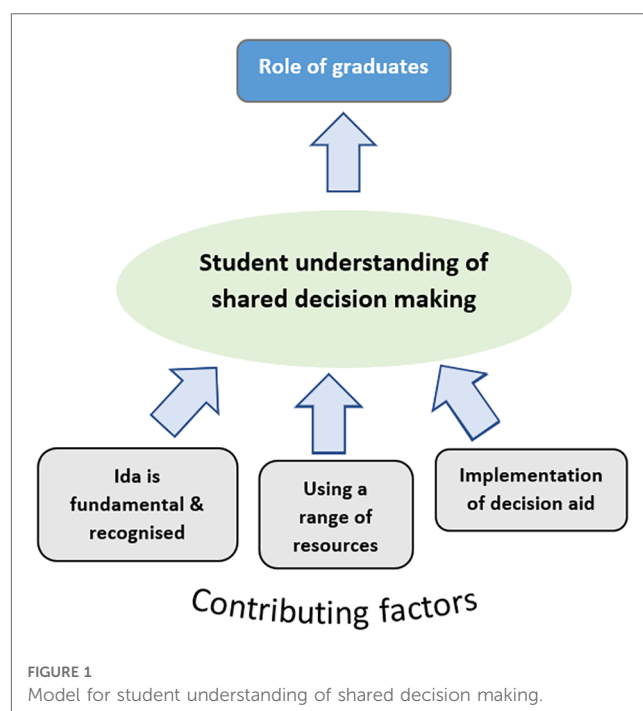 Role of graduates
Student understanding of
shared decision making
Ida is
fundamental &
recognised
Using a
range of
resources
Implementation
of decision aid
Contributing factors
FIGURE 1
Model for student understanding of shared decision making.